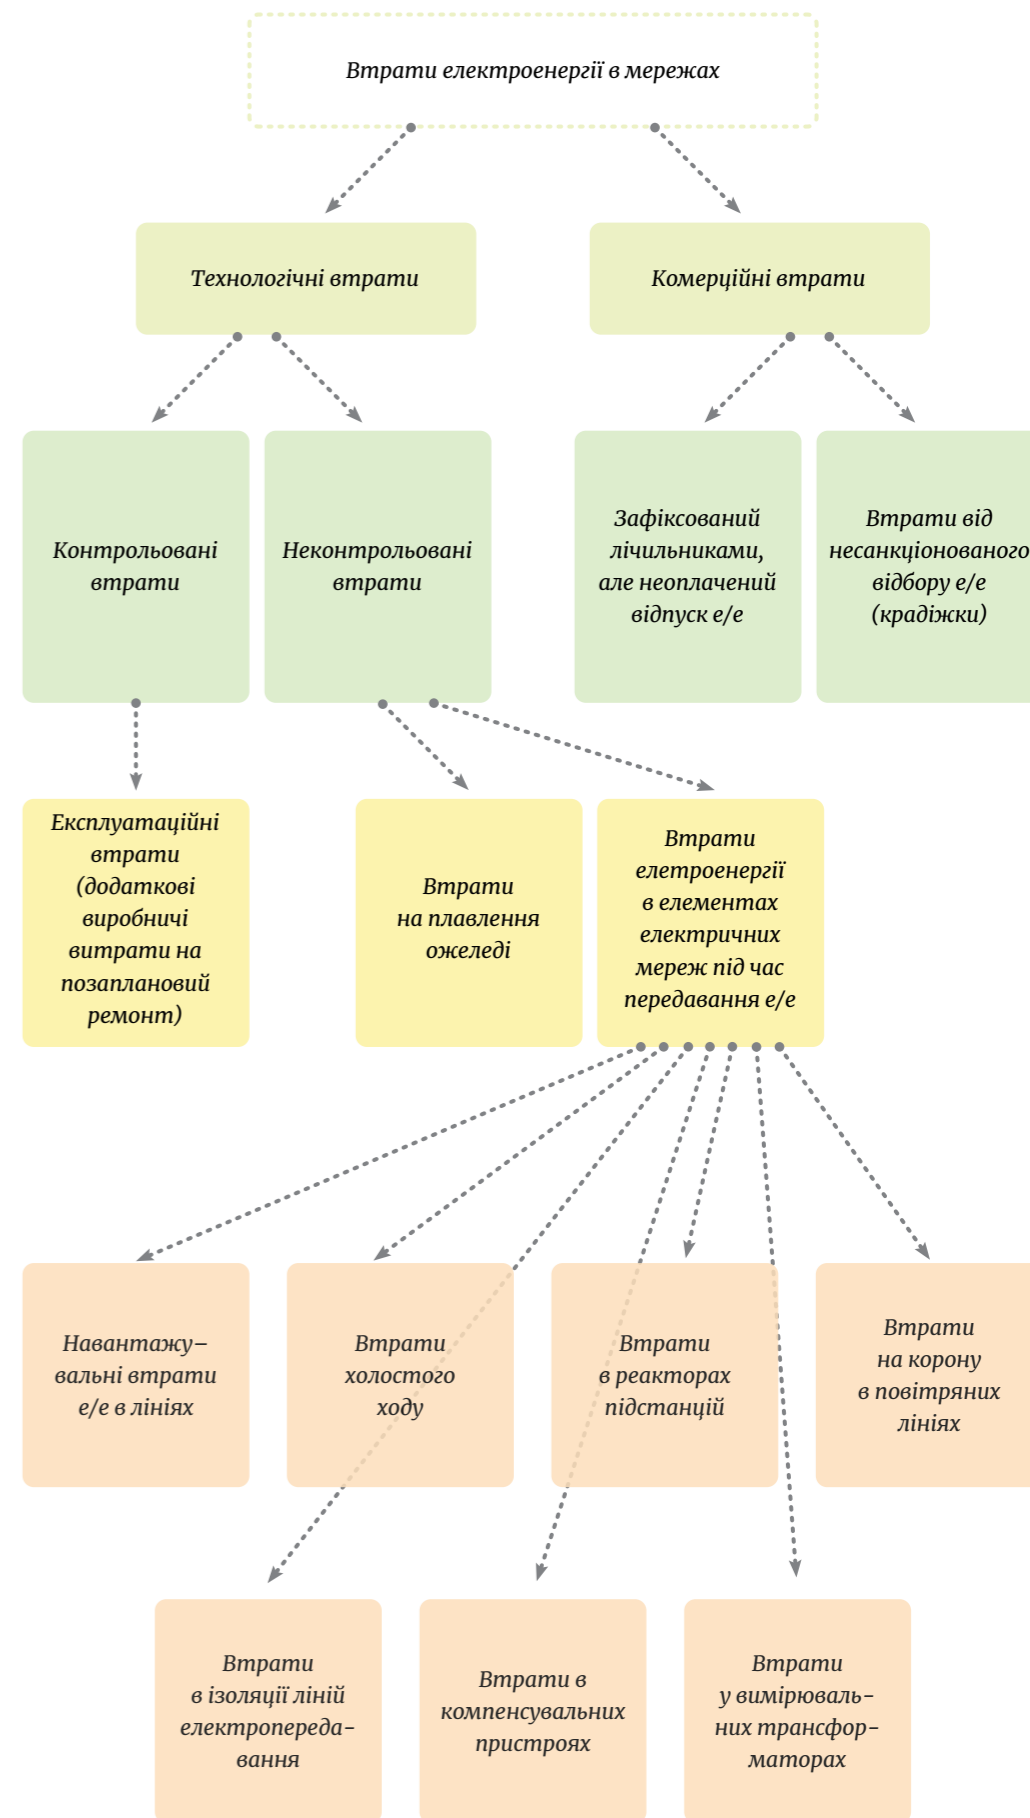 Втрати електроенергії в мережах
Технологічні втрати
Комерційні втрати
Контрольовані
втрати
Неконтрольовані
втрати
Зафіксований
лічильниками,
але неоплачений
відпуск е/е
Втрати від
несанкціонованого
відбору е/е
(крадіжки)
Експлуатаційні
втрати
(додаткові
виробничі
витрати на
позаплановий
ремонт)
Втрати
на плавлення
ожеледі
Втрати
елетроенергії
в елементах
електричних
мереж під час
передавання е/е
Навантажу–
вальні втрати
е/е в лініях
Втрати
холостого
ходу
Втрати
в реакторах
підстанцій
Втрати
на корону
в повітряних
лініях
Втрати
в ізоляції ліній
електропереда–
вання
Втрати в
компенсувальних
пристроях
Втрати
у вимірюваль–
них трансфор–
маторах